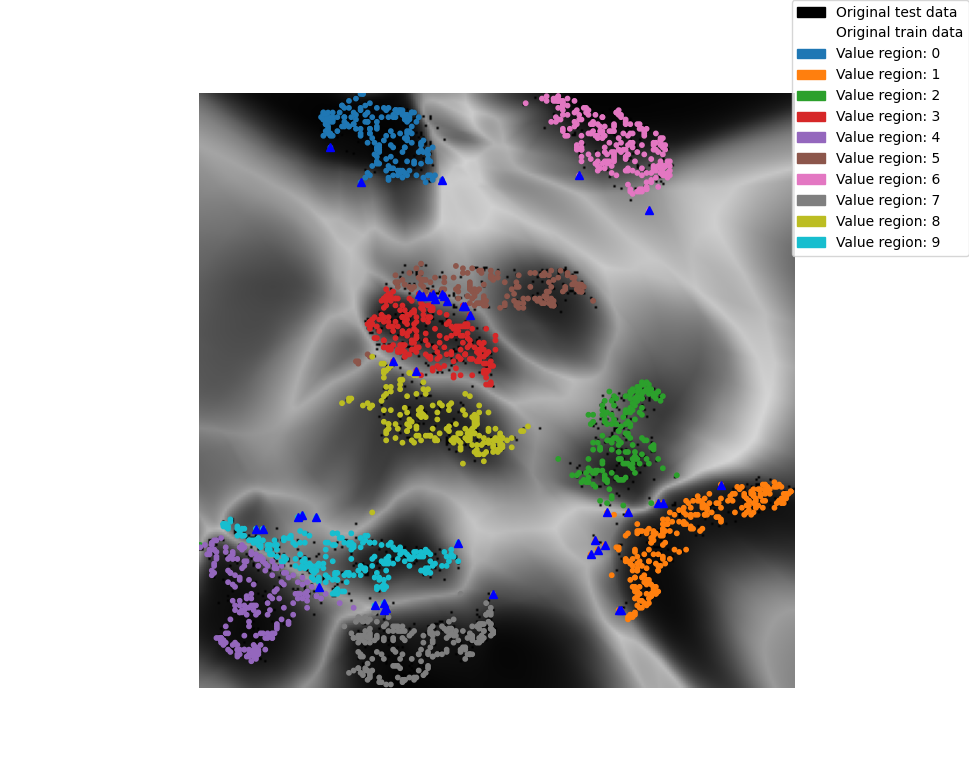 Original test data
Original train data
Value region: 0
Value region: 1
Value region: 2
Value region: 3
Value region: 4
Value region: 5
Value region: 6
Value region: 7
Value region: 8
Value region: 9